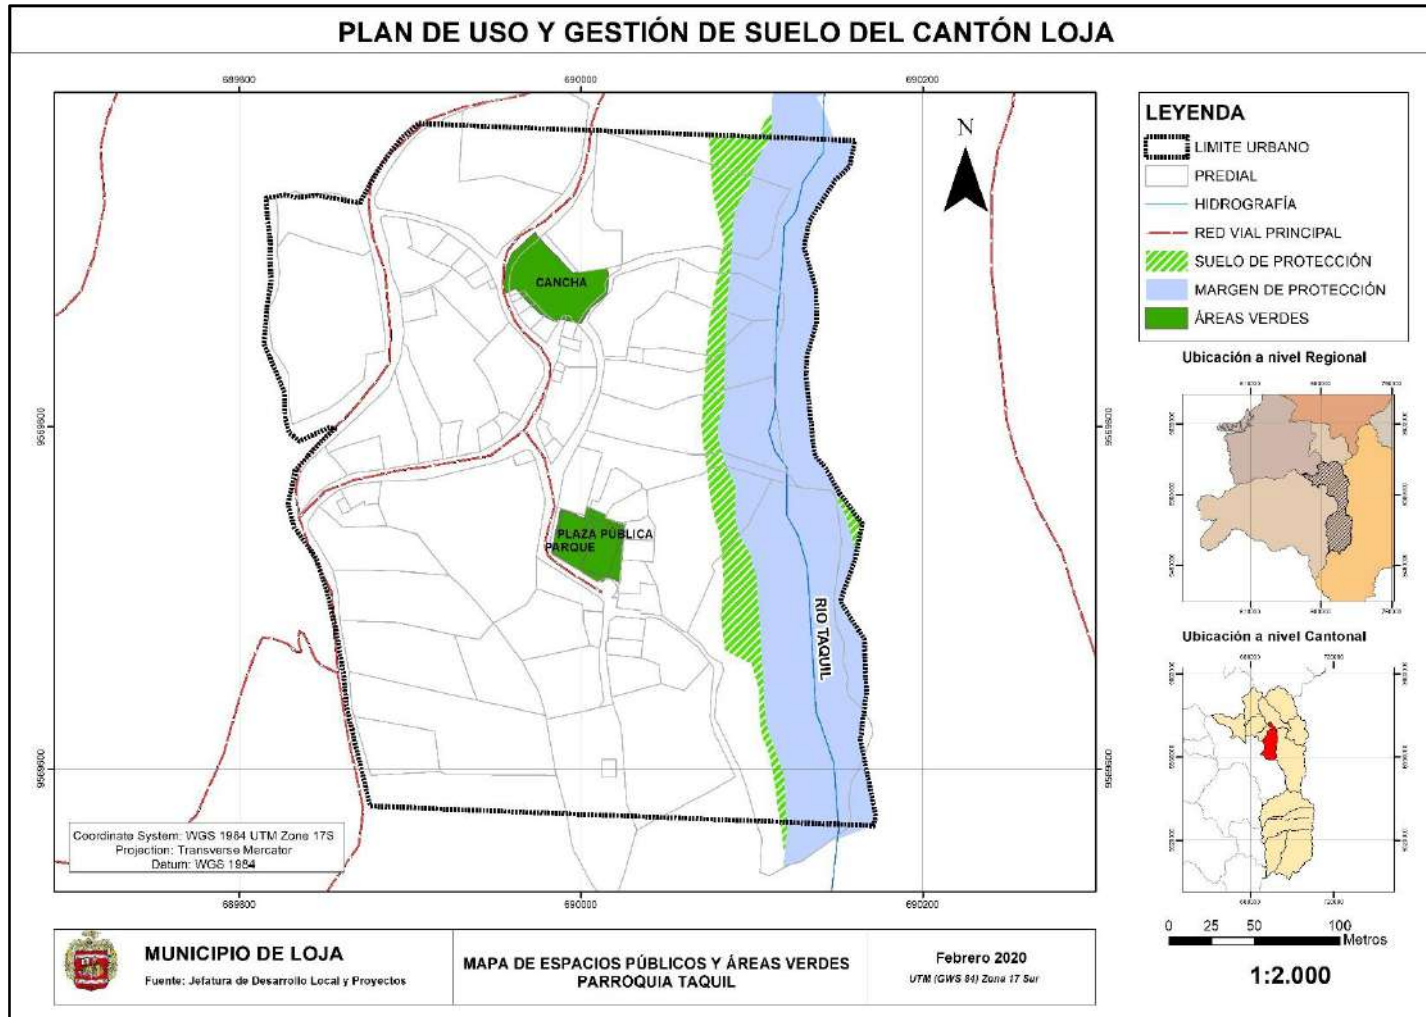 PLAN DE USO Y GESTIÓN DE SUELO DEL CANTÓN LOJA
689800
690000
690200
N
CANCHA
PLAZA PÚBLICA
PARQUE
RIO TAQUIL
Coordinate System: WGS 1984 UTM Zone 17S
Projection: Transverse Mercator
Datum: WGS 1984
689800
690000
690200
LEYENDA
LIMITE URBANO
PREDIAL
HIDROGRAFÍA
RED VIAL PRINCIPAL
SUELO DE PROTECCIÓN
MARGEN DE PROTECCIÓN
ÁREAS VERDES
Ubicación a nivel Regional
Ubicación a nivel Cantonal
0 25 50 100
Metros
1:2.000
MUNICIPIO DE LOJA
Fuente: Jefatura de Desarrollo Local y Proyectos
MAPA DE ESPACIOS PÚBLICOS Y ÁREAS VERDES
PARROQUIA TAQUIL
Febrero 2020
UTM (GWS 84) Zona 17 Sur